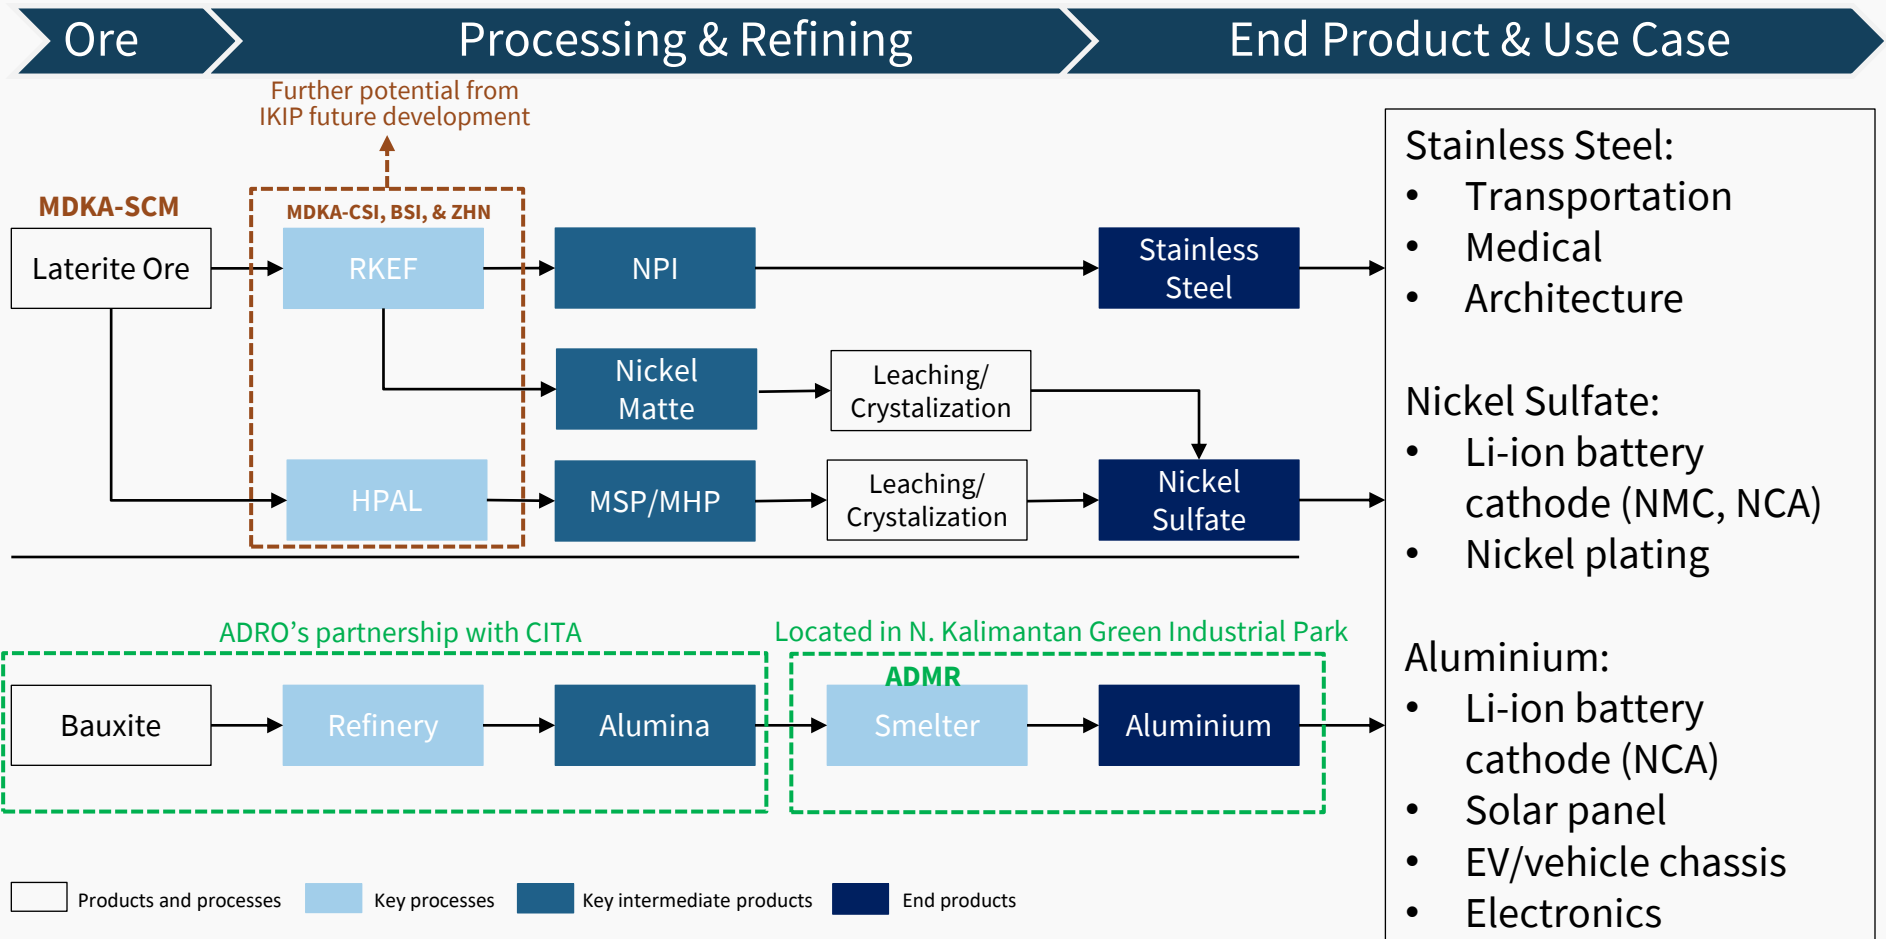 Ore
Processing & Refining
End Product & Use Case
Further potential from
IKIP future development
MDKA-SCM
MDKA-CSI, BSI, & ZHN
Laterite Ore
RKEF
NPI
Stainless
Steel
Nickel
Matte
Leaching/
Crystalization
HPAL
MSP/MHP
Leaching/
Crystalization
Nickel
Sulfate
ADRO’s partnership with CITA
Located in N. Kalimantan Green Industrial Park
ADMR
Bauxite
Refinery
Alumina
Smelter
Aluminium
Stainless Steel:
• Transportation
• Medical
• Architecture
Nickel Sulfate:
• Li-ion battery
cathode (NMC, NCA)
• Nickel plating
Aluminium:
• Li-ion battery
cathode (NCA)
• Solar panel
• EV/vehicle chassis
• Electronics
Products and processes
Key processes
Key intermediate products
End products